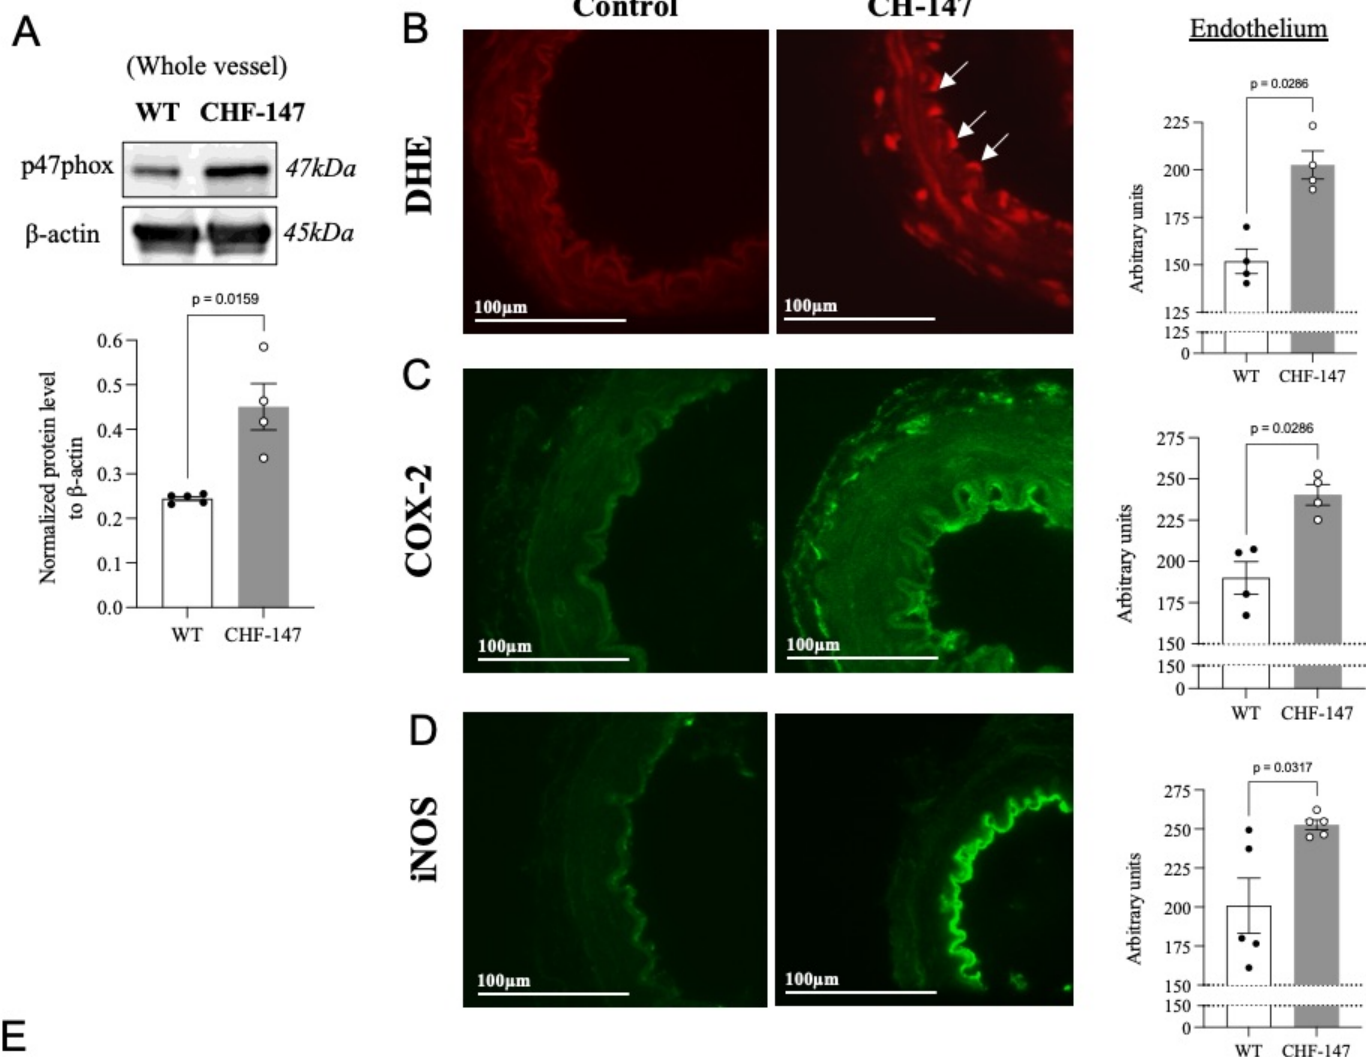 A
(Whole vessel)
WT CHF-147
p47phox 47kDa
β-actin 45kDa
p = 0.0159
0.6
0.5
0.4
0.3
0.2
0.1
0.0
Normalized protein level
to β-actin
WT CHF-147
B
Control CH-147
DHE
100µm 100µm
Endothelium
p = 0.0286
225
200
175
150
125
125
0
Arbitrary units
WT CHF-147
C
COX-2
100µm 100µm
p = 0.0286
275
250
225
200
175
150
150
0
Arbitrary units
WT CHF-147
D
iNOS
100µm 100µm
p = 0.0317
275
250
225
200
175
150
150
0
Arbitrary units
WT CHF-147
E